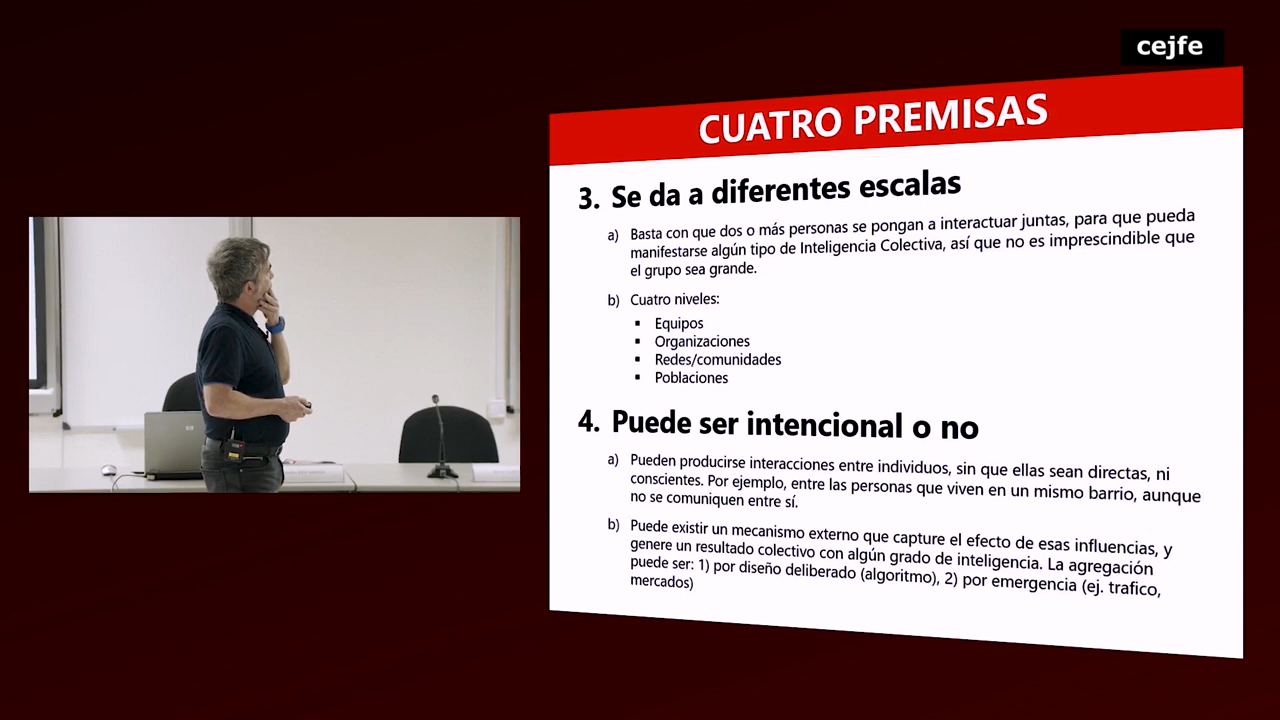 cejfe
CUATRO PREMISAS
3. Se da a diferentes escalas
a) Basta con que dos o más personas se pongan a interactuar juntas, para que pueda
manifestarse algún tipo de Inteligencia Colectiva, así que no es imprescindible que
el grupo sea grande.
b) Cuatro niveles:
▪ Equipos
▪ Organizaciones
▪ Redes/comunidades
▪ Poblaciones
4. Puede ser intencional o no
a) Pueden producirse interacciones entre individuos, sin que ellas sean directas, ni
conscientes. Por ejemplo, entre las personas que viven en un mismo barrio, aunque
no se comuniquen entre sí.
b) Puede existir un mecanismo externo que capture el efecto de esas influencias, y
genere un resultado colectivo con algún grado de inteligencia. La agregación
puede ser: 1) por diseño deliberado (algoritmo), 2) por emergencia (ej. trafico,
mercados)